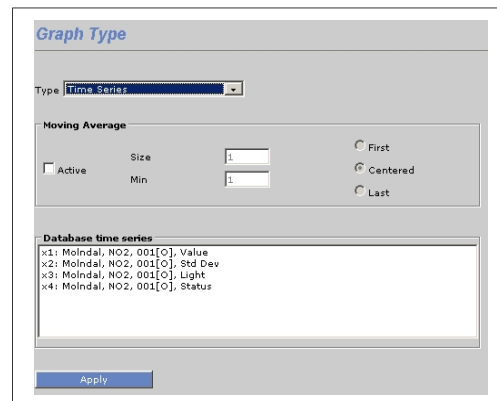 Graph Type
Type Time Series
Moving Average
Active
Size 1
Min 1
First
Centered
Last
Database time series
x1: Molndal, NO2, 001[O], Value
x2: Molndal, NO2, 001[O], Std Dev
x3: Molndal, NO2, 001[O], Light
x4: Molndal, NO2, 001[O], Status
Apply